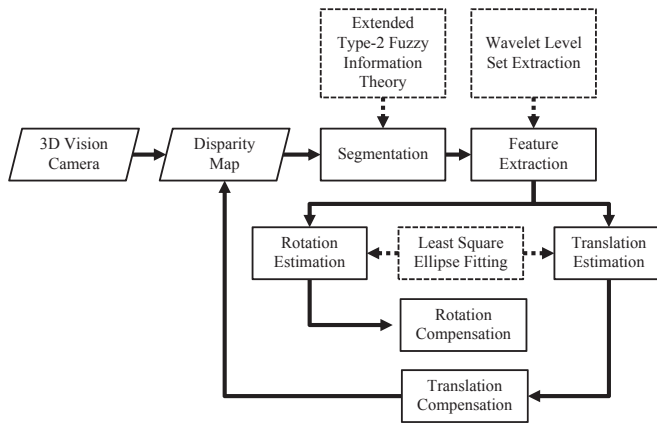 Extended
Type-2 Fuzzy
Information
Theory
Wavelet Level
Set Extraction
3D Vision
Camera
Disparity
Map
Segmentation
Feature
Extraction
Rotation
Estimation
Least Square
Ellipse Fitting
Translation
Estimation
Rotation
Compensation
Translation
Compensation